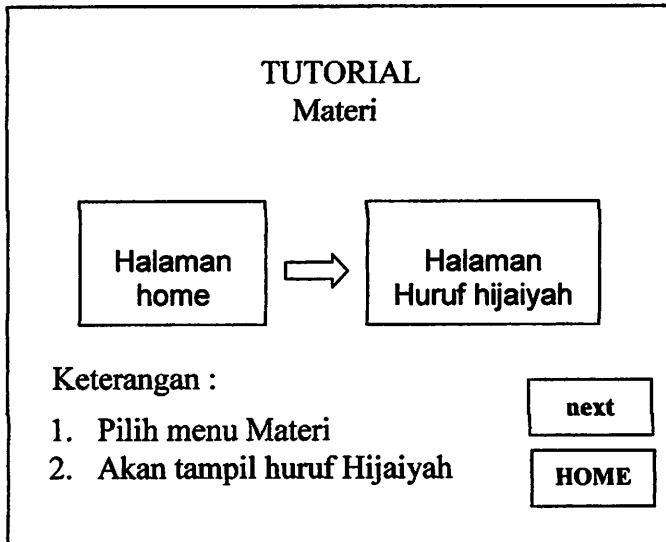 TUTORIAL
Materi
Halaman
home
Halaman
Huruf hijaiyah
Keterangan :
1. Pilih menu Materi
2. Akan tampil huruf Hijaiyah
next
HOME